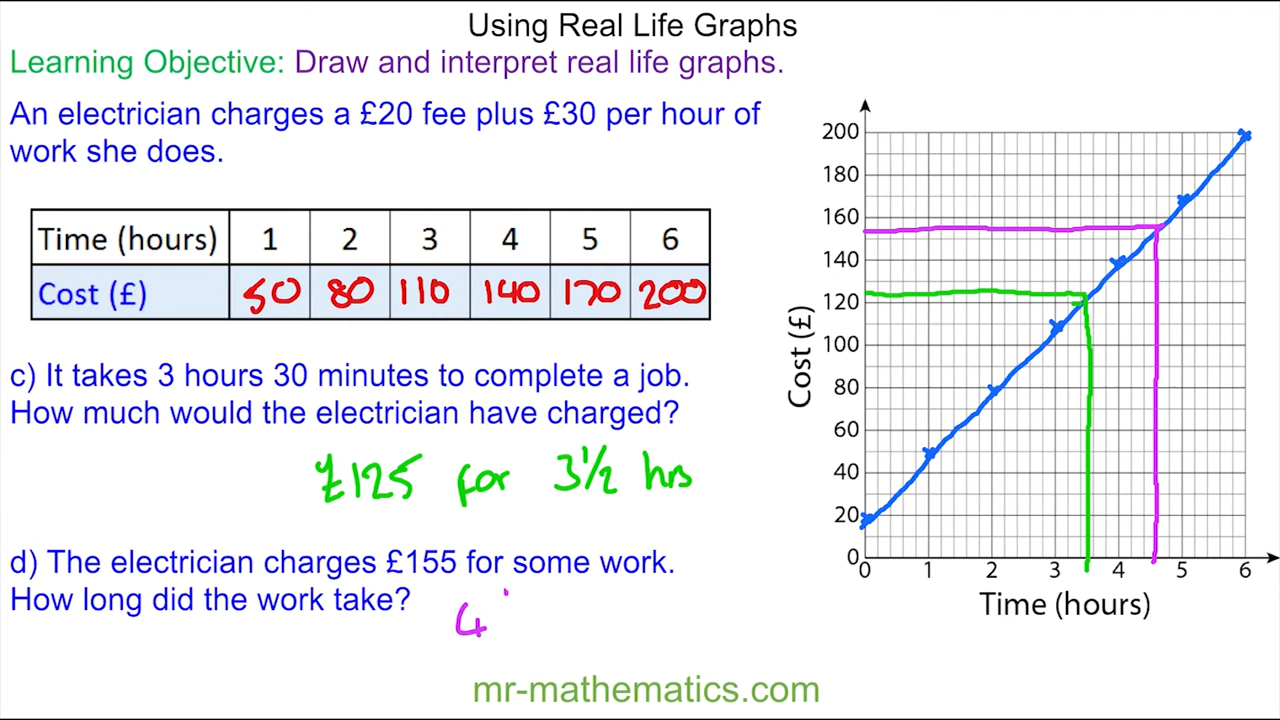 Using Real Life Graphs
Learning Objective: Draw and interpret real life graphs.
An electrician charges a £20 fee plus £30 per hour of
work she does.
Time (hours) 1 2 3 4 5 6
Cost (£) 50 80 110 140 170 200
c) It takes 3 hours 30 minutes to complete a job.
How much would the electrician have charged?
£125 for 3½ hrs
d) The electrician charges £155 for some work.
How long did the work take?
4
200
180
160
140
120
100
80
60
40
20
0
Cost (£)
0 1 2 3 4 5 6
Time (hours)
mr-mathematics.com